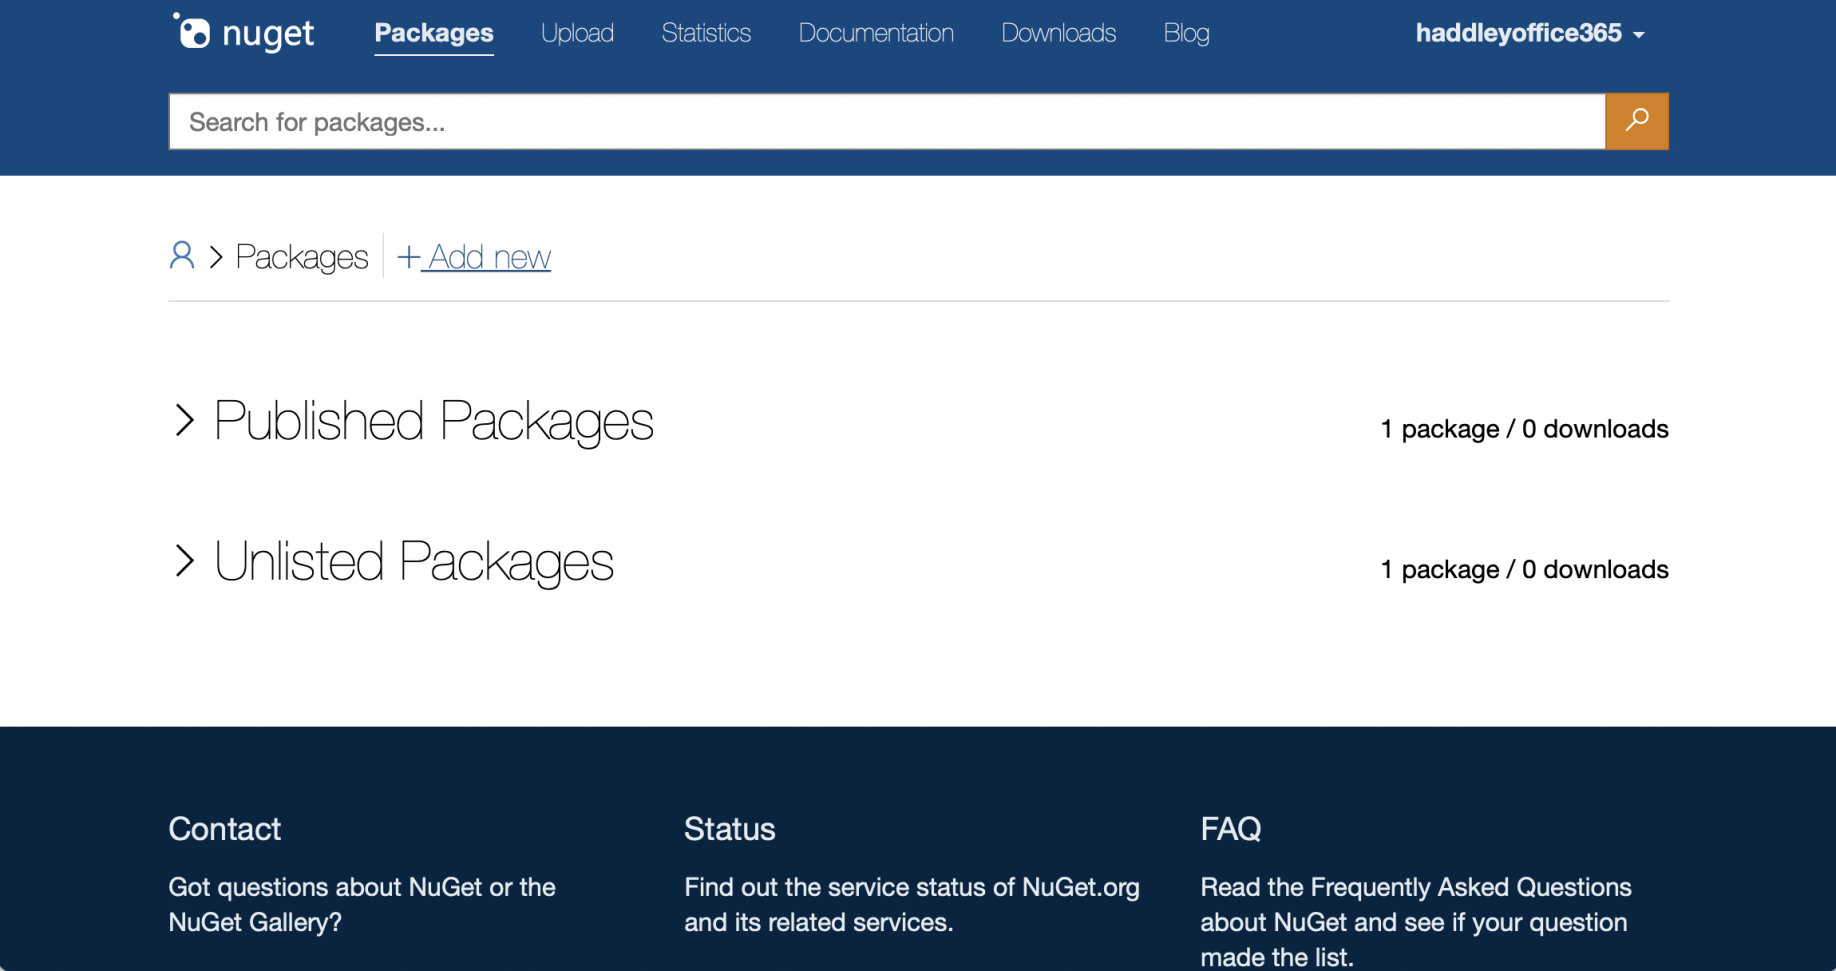 nuget Packages Upload Statistics Documentation Downloads Blog haddleyoffice365
Search for packages...
Packages Add new
Published Packages 1 package / 0 downloads
Unlisted Packages 1 package / 0 downloads
Contact
Got questions about NuGet or the
NuGet Gallery?
Status
Find out the service status of NuGet.org
and its related services.
FAQ
Read the Frequently Asked Questions
about NuGet and see if your question
made the list.